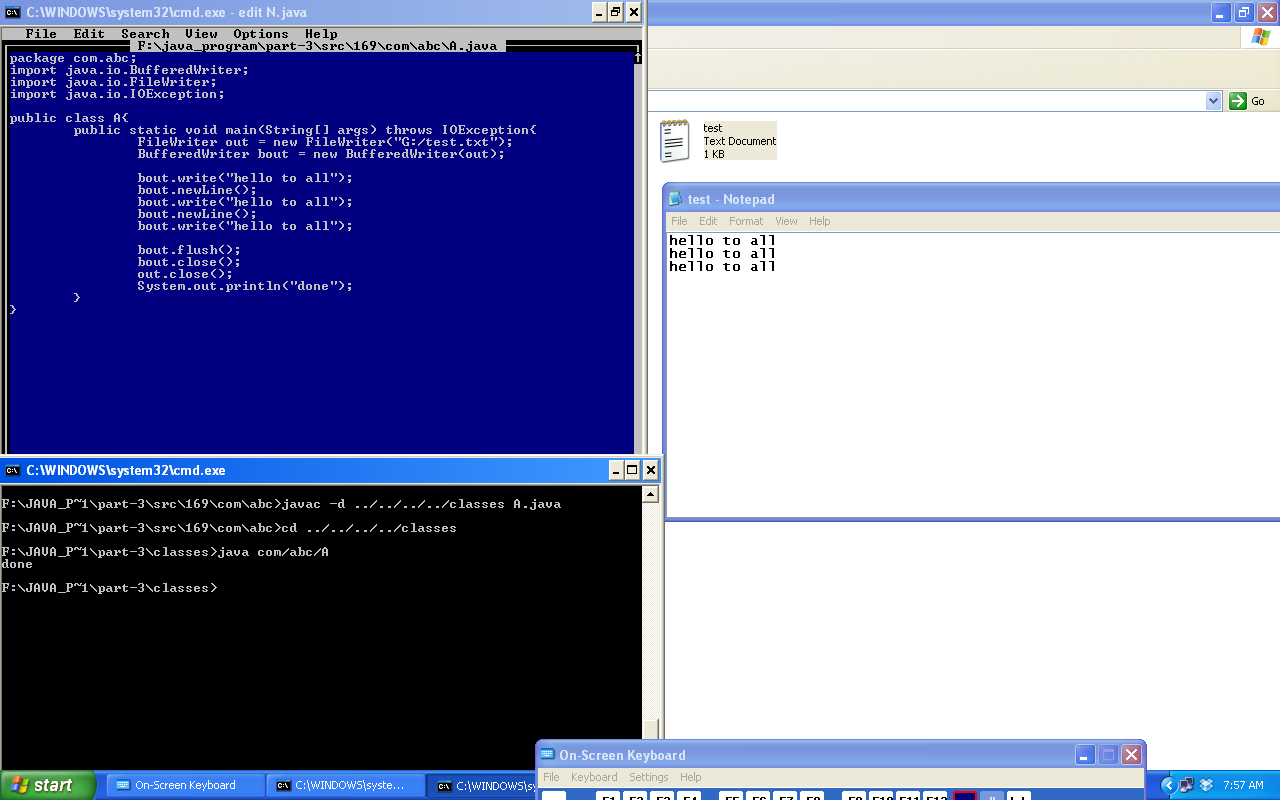 C:\WINDOWS\system32\cmd.exe - edit N.java
File Edit Search View Options Help
F:\java_program\part-3\src\169\com\abc\A.java
package com.abc;
import java.io.BufferedWriter;
import java.io.FileWriter;
import java.io.IOException;
public class A{
public static void main(String[] args) throws IOException{
FileWriter out = new FileWriter("G:/test.txt");
BufferedWriter bout = new BufferedWriter(out);
bout.write("hello to all");
bout.newLine();
bout.write("hello to all");
bout.newLine();
bout.write("hello to all");
bout.flush();
bout.close();
out.close();
System.out.println("done");
}
}
Go
test
Text Document
1 KB
test - Notepad
File Edit Format View Help
hello to all
hello to all
hello to all
C:\WINDOWS\system32\cmd.exe
F:\JAVA_P~1\part-3\src\169\com\abc>javac -d ../../../../classes A.java
F:\JAVA_P~1\part-3\src\169\com\abc>cd ../../../../classes
F:\JAVA_P~1\part-3\classes>java com/abc/A
done
F:\JAVA_P~1\part-3\classes>
On-Screen Keyboard
File Keyboard Settings Help
start
On-Screen Keyboard
C:\WINDOWS\syste...
C:\WINDOWS\sy
7:57 AM